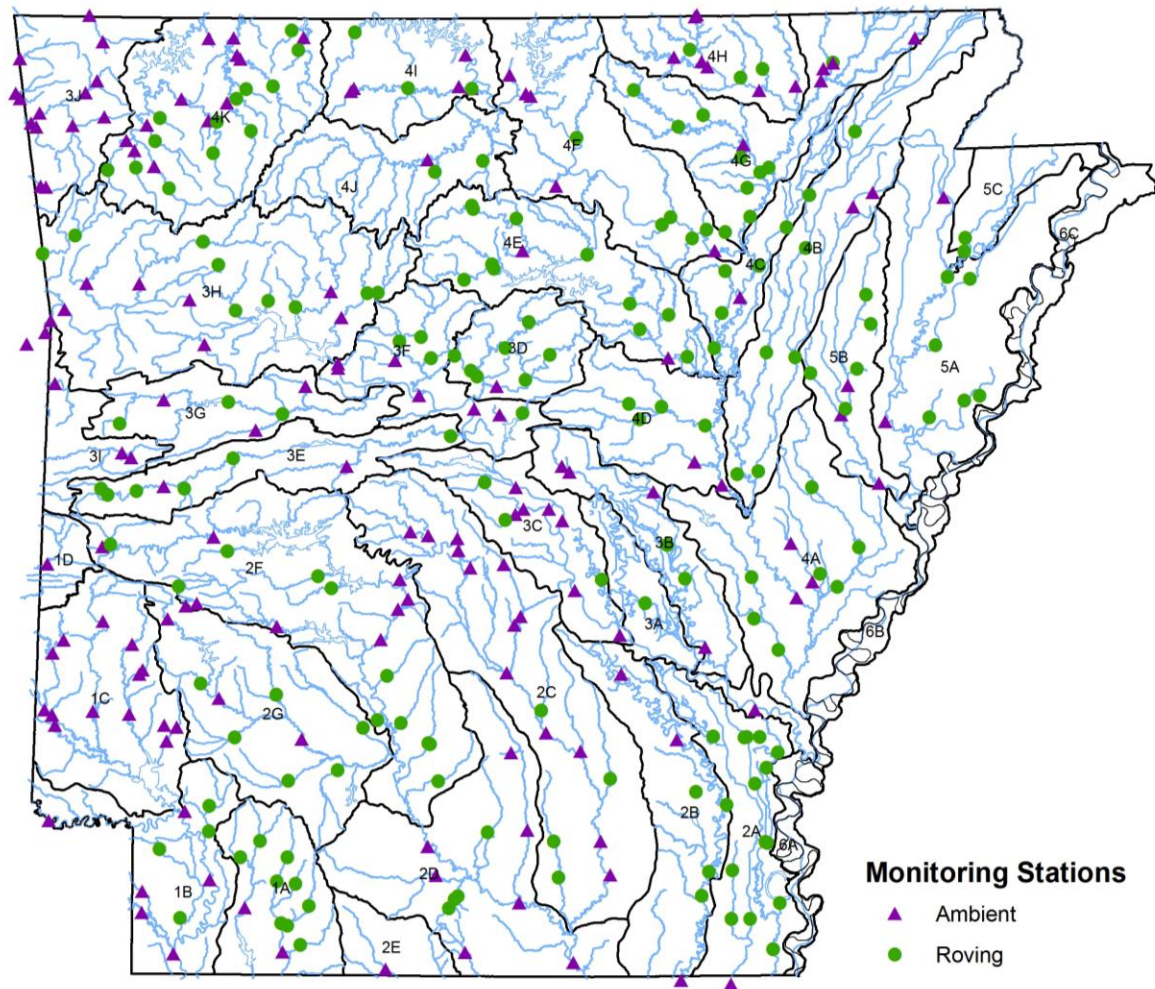 4H
4I
3J
4K
4F
4G
4J
5C
6C
4E
4B
4C
3H
3F
3D
5B
5A
3G
4D
3I
3E
3C
3B
4A
1D
2F
3A
6B
1C
2G
2C
2B
2A
6A
2D
1B
1A
2E
Monitoring Stations
Ambient
Roving